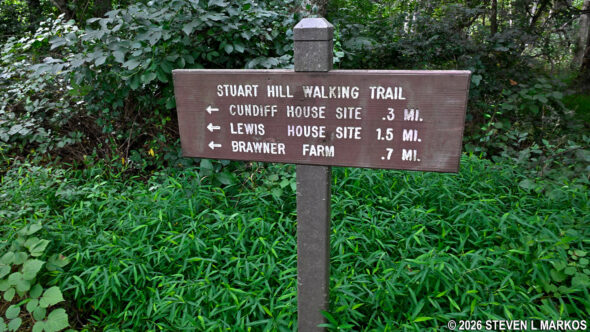 STUART HILL WALKING TRAIL
← CUNDIFF HOUSE SITE .3 MI.
← LEWIS HOUSE SITE 1.5 MI.
← BRAWNER FARM .7 MI.
©2026 STEVEN L MARKOS